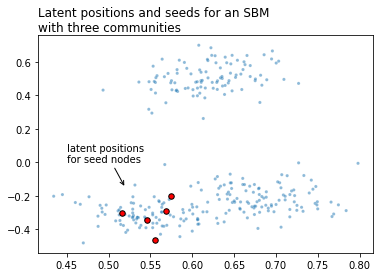 Latent positions and seeds for an SBM
with three communities
0.6
0.4
0.2
0.0
−0.2
−0.4
latent positions
for seed nodes
0.45 0.50 0.55 0.60 0.65 0.70 0.75 0.80